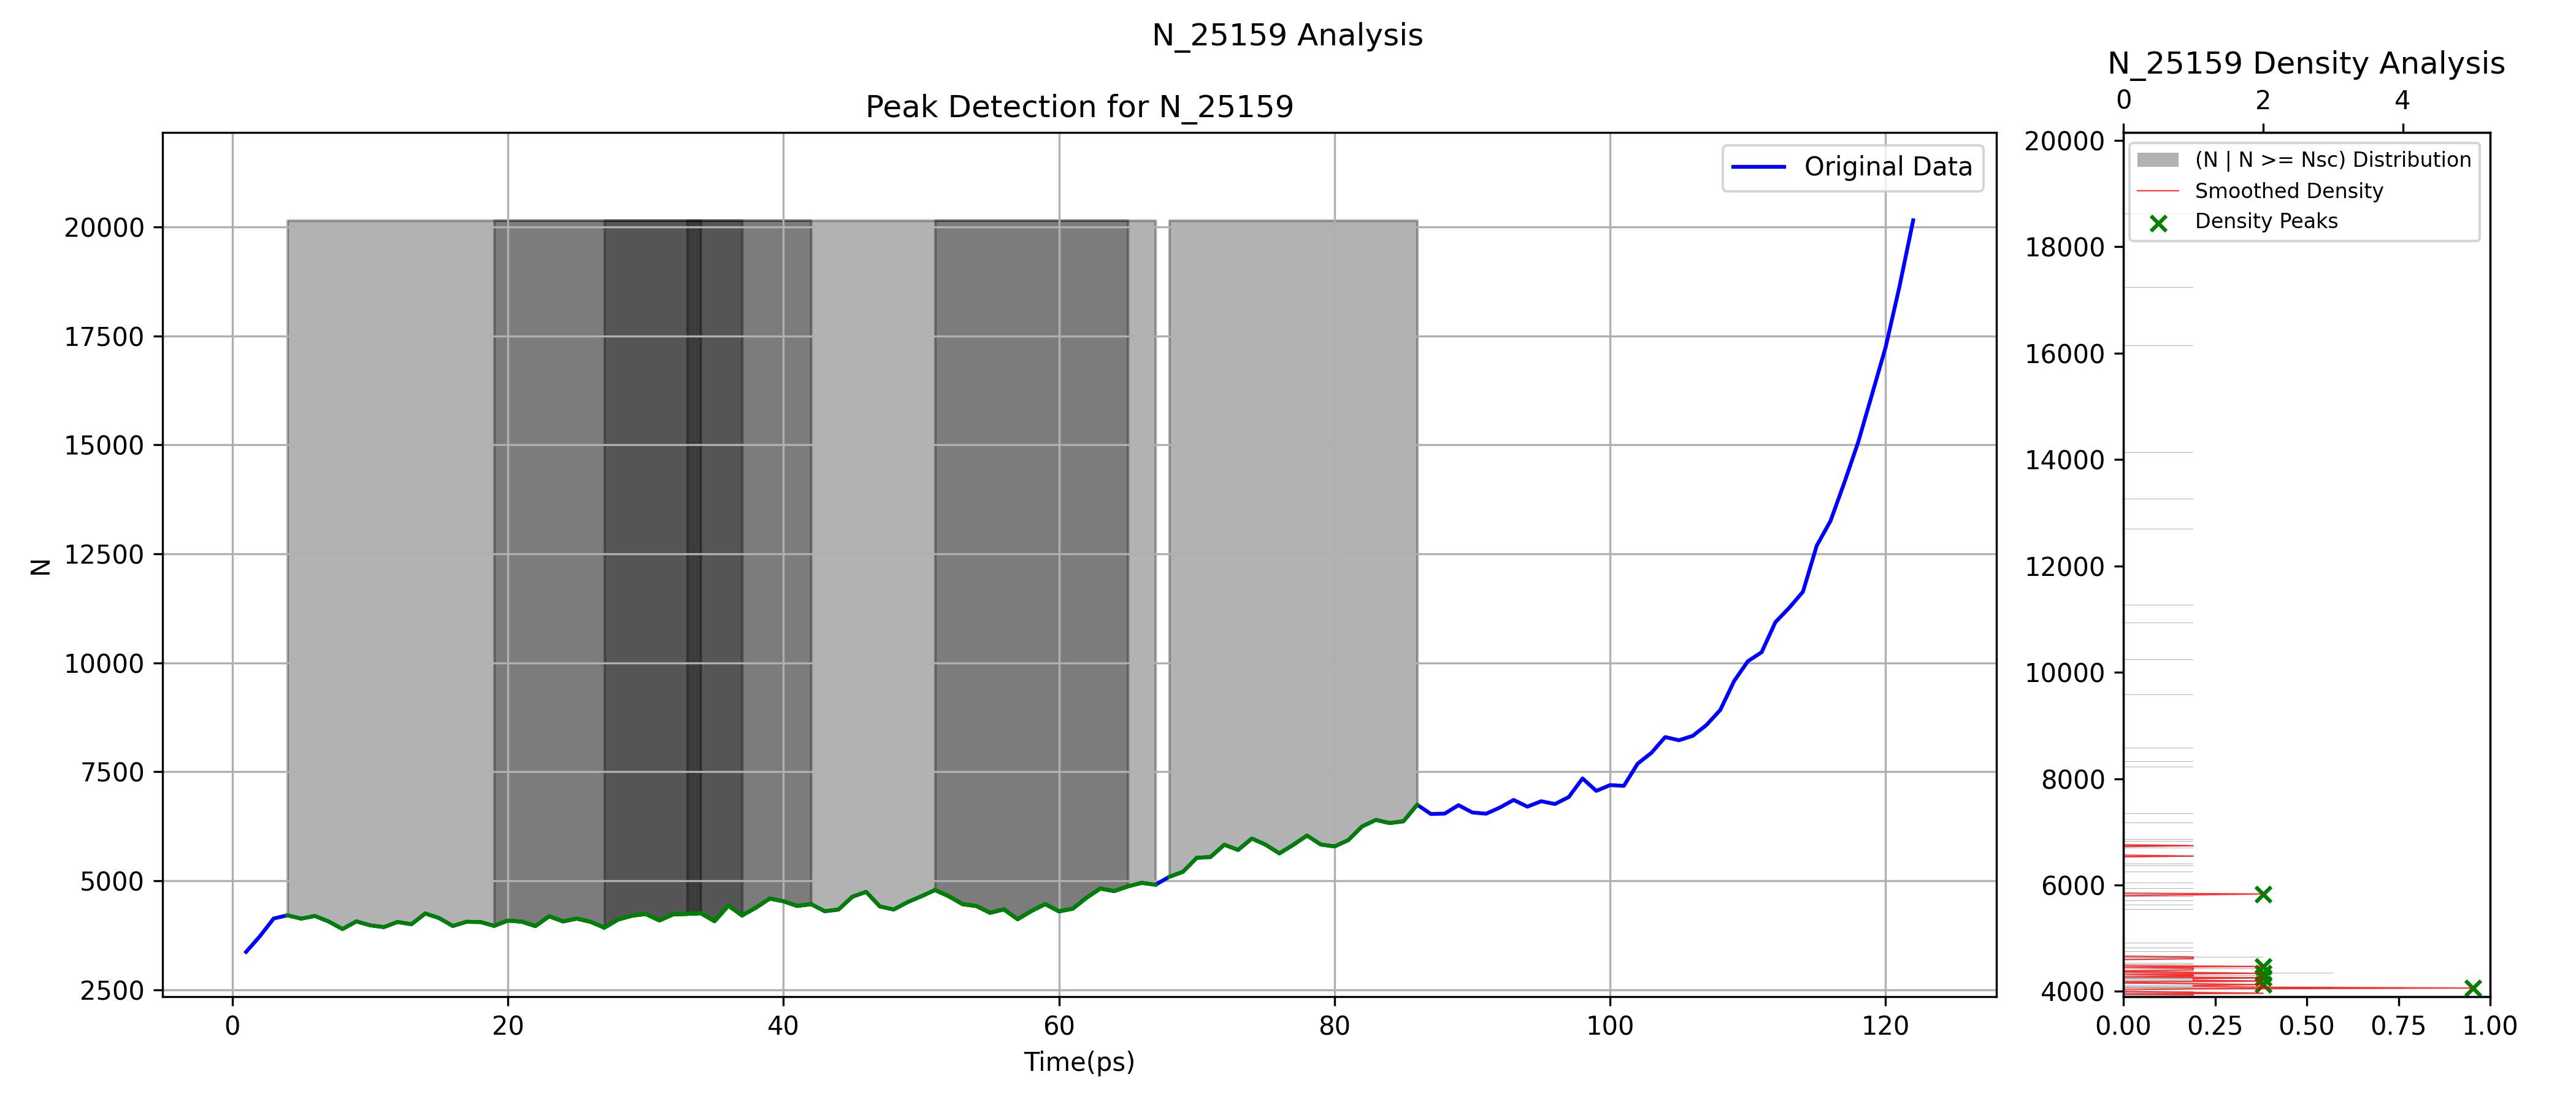 N_25159 Analysis
Peak Detection for N_25159
Original Data
N
20000
17500
15000
12500
10000
7500
5000
2500
0 20 40 60 80 100 120
Time(ps)
N_25159 Density Analysis
0 2 4
(N | N >= Nsc) Distribution
Smoothed Density
Density Peaks
20000
18000
16000
14000
12000
10000
8000
6000
4000
0.00 0.25 0.50 0.75 1.00